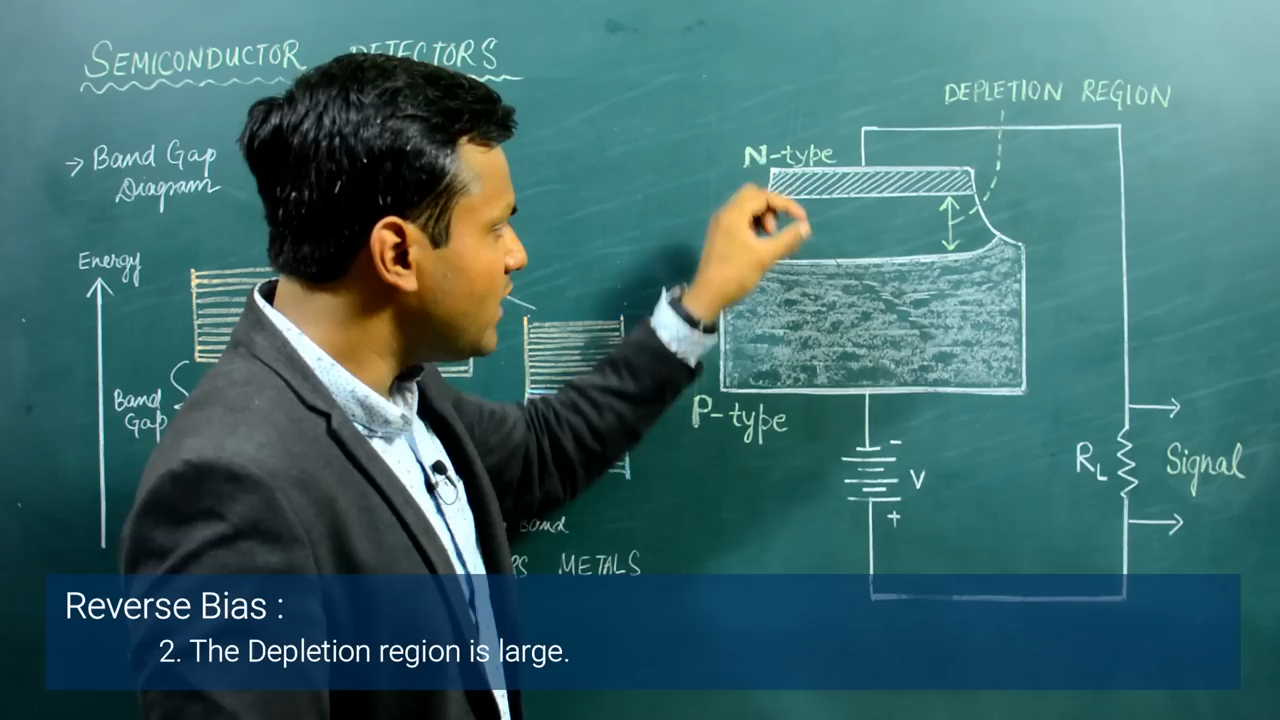 SEMICONDUCTOR DETECTORS
→ Band Gap
Diagram
Energy
Band
Gap
Band
METALS
DEPLETION REGION
N-type
P-type
-
V
+
R_L
Signal
Reverse Bias :
2. The Depletion region is large.